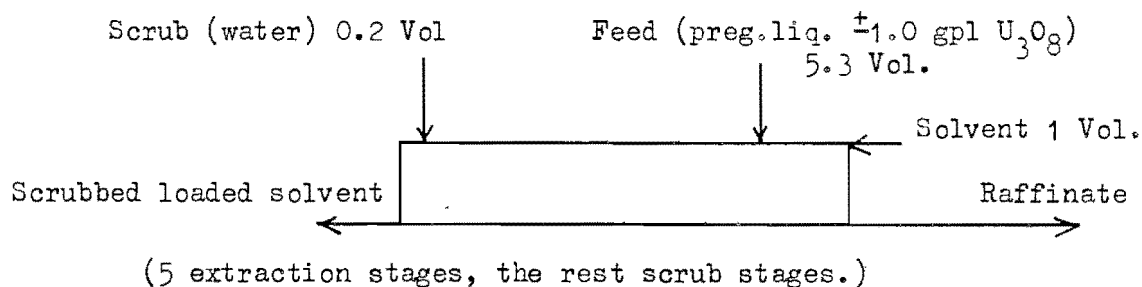 Scrub (water) 0.2 Vol Feed (preg.liq. ±1.0 gpl U₃O₈)
5.3 Vol.
Solvent 1 Vol.
Scrubbed loaded solvent Raffinate
(5 extraction stages, the rest scrub stages.)